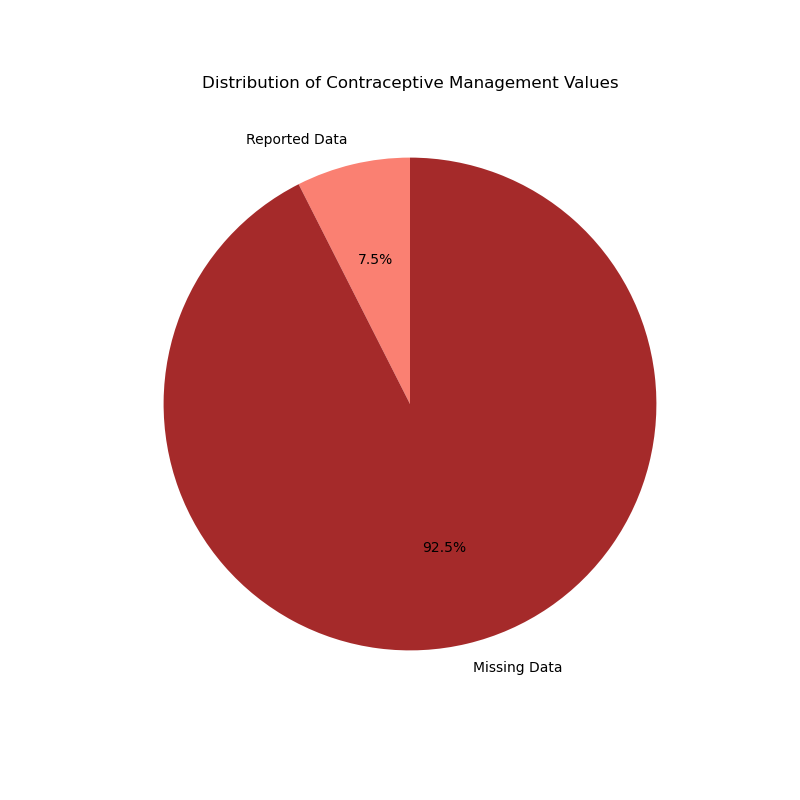 Distribution of Contraceptive Management Values
Reported Data
7.5%
92.5%
Missing Data